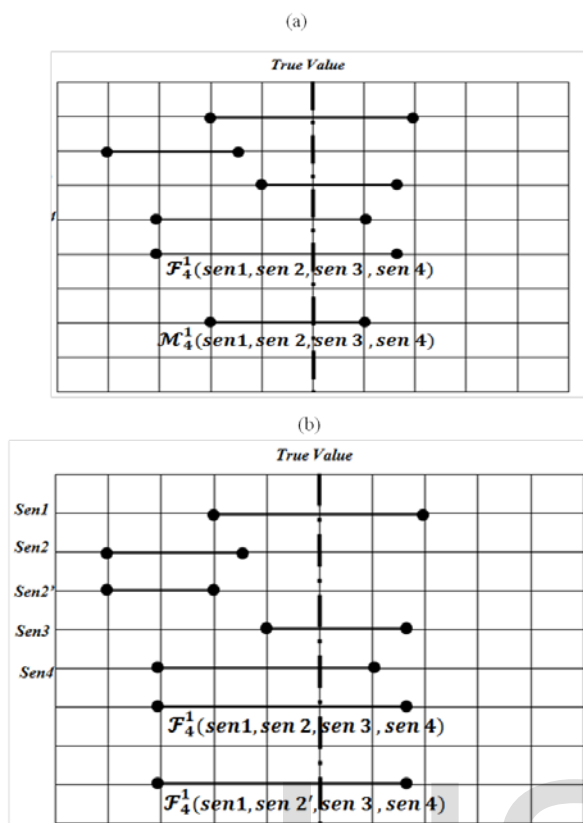 (a)
True Value
𝓕₄¹(sen1, sen 2, sen 3 , sen 4)
𝓜₄¹(sen1, sen 2, sen 3 , sen 4)
(b)
True Value
Sen1
Sen2
Sen2'
Sen3
Sen4
𝓕₄¹(sen1, sen 2, sen 3 , sen 4)
𝓕₄¹(sen1, sen 2', sen 3 , sen 4)